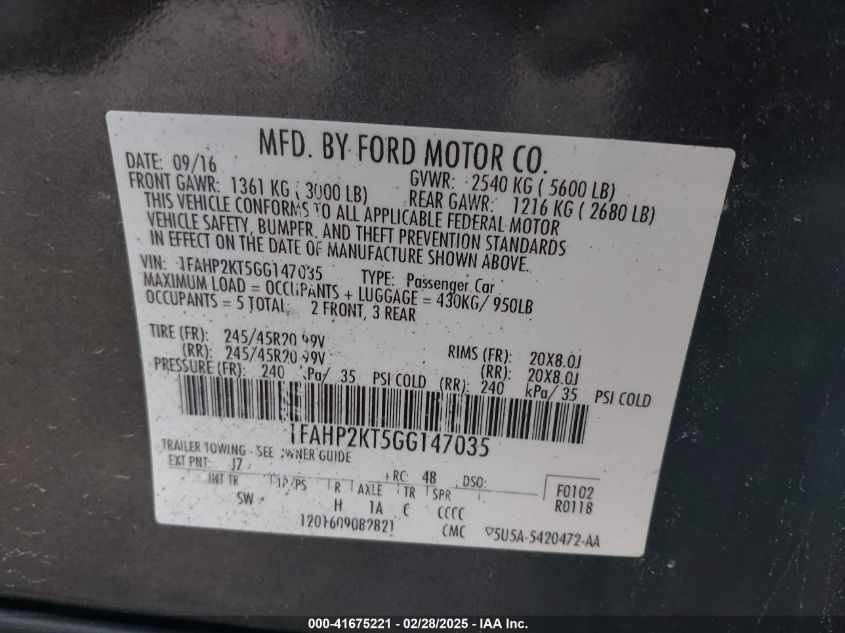 MFD. BY FORD MOTOR CO.
DATE: 09/16 GVWR: 2540 KG ( 5600 LB)
FRONT GAWR: 1361 KG ( 3000 LB) REAR GAWR: 1216 KG ( 2680 LB)
THIS VEHICLE CONFORMS TO ALL APPLICABLE FEDERAL MOTOR
VEHICLE SAFETY, BUMPER, AND THEFT PREVENTION STANDARDS
IN EFFECT ON THE DATE OF MANUFACTURE SHOWN ABOVE.
VIN: 1FAHP2KT5GG147035 TYPE: Passenger Car
MAXIMUM LOAD = OCCUPANTS + LUGGAGE = 430KG/ 950LB
OCCUPANTS = 5 TOTAL, 2 FRONT, 3 REAR
TIRE (FR): 245/45R20 99V RIMS (FR): 20X8.0J
(RR): 245/45R20 99V (RR): 20X8.0J
PRESSURE (FR): 240 kPa/ 35 PSI COLD (RR): 240 kPa/ 35 PSI COLD
1FAHP2KT5GG147035
TRAILER TOWING - SEE OWNER GUIDE
EXT PNT: J7 RC: 48 DSO: F0102
INT TR TP/PS R AXLE TR SPR R0118
5W H 1A C CCCC
1201609082821 CMC ▽5U5A-5420472-AA
000-41675221 - 02/28/2025 - IAA Inc.